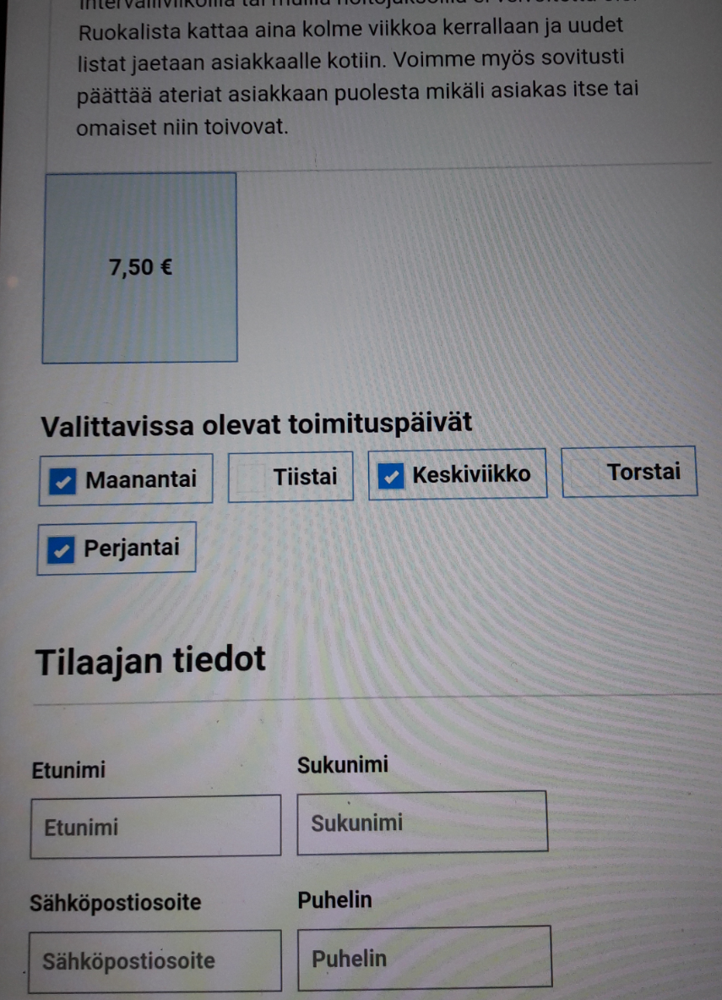 Ruokalista kattaa aina kolme viikkoa kerrallaan ja uudet
listat jaetaan asiakkaalle kotiin. Voimme myös sovitusti
päättää ateriat asiakkaan puolesta mikäli asiakas itse tai
omaiset niin toivovat.
7,50 €
Valittavissa olevat toimituspäivät
Maanantai Tiistai Keskiviikko Torstai
Perjantai
Tilaajan tiedot
Etunimi Sukunimi
Etunimi Sukunimi
Sähköpostiosoite Puhelin
Sähköpostiosoite Puhelin